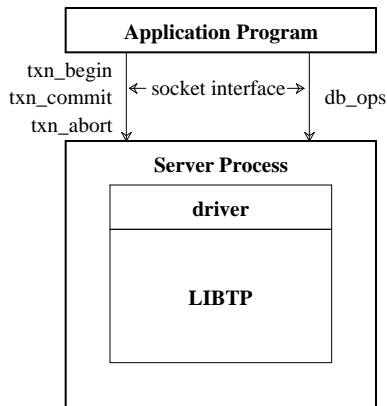 Application Program
txn_begin
txn_commit
txn_abort
socket interface
db_ops
Server Process
driver
LIBTP